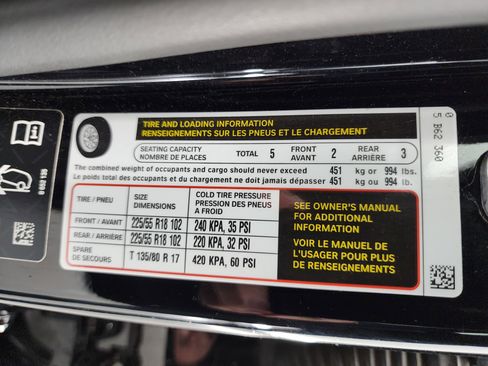 TIRE AND LOADING INFORMATION
RENSEIGNEMENTS SUR LES PNEUS ET LE CHARGEMENT
SEATING CAPACITY
NOMBRE DE PLACES
TOTAL 5
FRONT
AVANT 2
REAR
ARRIÈRE 3
The combined weight of occupants and cargo should never exceed 451 kg or 994 lbs.
Le poids total des occupants et du chargement ne doit jamais dépasser 451 kg ou 994 lb.
TIRE / PNEU
SIZE
DIMENSIONS
COLD TIRE PRESSURE
PRESSION DES PNEUS
A FROID
FRONT / AVANT 225/55 R18 102 240 KPA, 35 PSI
REAR / ARRIÈRE 225/55 R18 102 220 KPA, 32 PSI
SPARE
DE SECOURS
T 135/80 R 17 420 KPA, 60 PSI
SEE OWNER'S MANUAL
FOR ADDITIONAL
INFORMATION
VOIR LE MANUEL DE
L'USAGER POUR PLUS
DE RENSEIGNEMENTS
5 B62 360 0